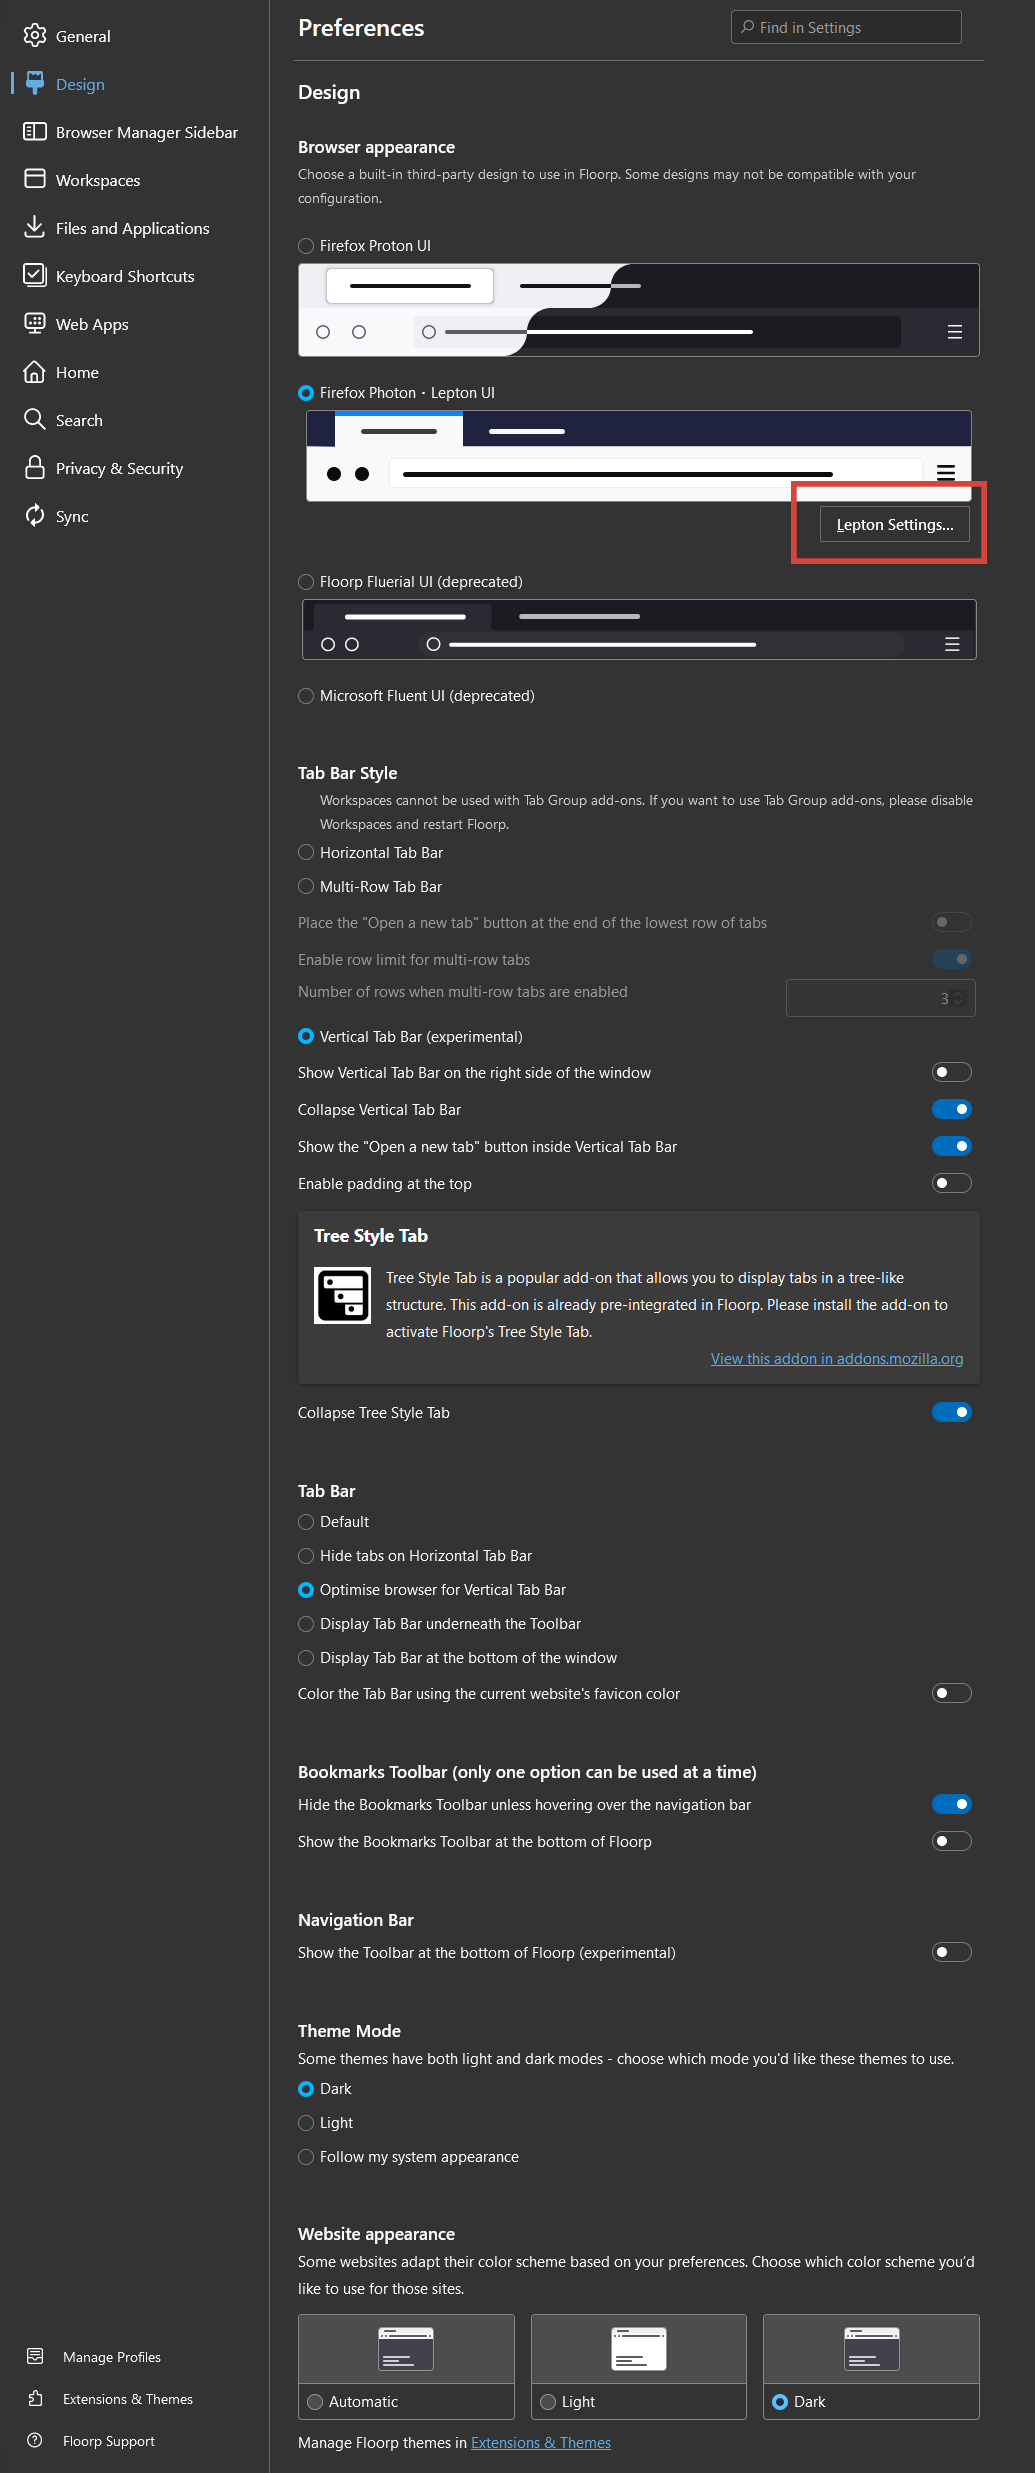 General
Design
Browser Manager Sidebar
Workspaces
Files and Applications
Keyboard Shortcuts
Web Apps
Home
Search
Privacy & Security
Sync
Manage Profiles
Extensions & Themes
Floorp Support
Preferences
Find in Settings
Design
Browser appearance
Choose a built-in third-party design to use in Floorp. Some designs may not be compatible with your
configuration.
Firefox Proton UI
Firefox Photon・Lepton UI
Lepton Settings...
Floorp Fluerial UI (deprecated)
Microsoft Fluent UI (deprecated)
Tab Bar Style
Workspaces cannot be used with Tab Group add-ons. If you want to use Tab Group add-ons, please disable
Workspaces and restart Floorp.
Horizontal Tab Bar
Multi-Row Tab Bar
Place the "Open a new tab" button at the end of the lowest row of tabs
Enable row limit for multi-row tabs
Number of rows when multi-row tabs are enabled
3
Vertical Tab Bar (experimental)
Show Vertical Tab Bar on the right side of the window
Collapse Vertical Tab Bar
Show the "Open a new tab" button inside Vertical Tab Bar
Enable padding at the top
Tree Style Tab
Tree Style Tab is a popular add-on that allows you to display tabs in a tree-like
structure. This add-on is already pre-integrated in Floorp. Please install the add-on to
activate Floorp's Tree Style Tab.
View this addon in addons.mozilla.org
Collapse Tree Style Tab
Tab Bar
Default
Hide tabs on Horizontal Tab Bar
Optimise browser for Vertical Tab Bar
Display Tab Bar underneath the Toolbar
Display Tab Bar at the bottom of the window
Color the Tab Bar using the current website's favicon color
Bookmarks Toolbar (only one option can be used at a time)
Hide the Bookmarks Toolbar unless hovering over the navigation bar
Show the Bookmarks Toolbar at the bottom of Floorp
Navigation Bar
Show the Toolbar at the bottom of Floorp (experimental)
Theme Mode
Some themes have both light and dark modes - choose which mode you'd like these themes to use.
Dark
Light
Follow my system appearance
Website appearance
Some websites adapt their color scheme based on your preferences. Choose which color scheme you’d
like to use for those sites.
Automatic
Light
Dark
Manage Floorp themes in Extensions & Themes